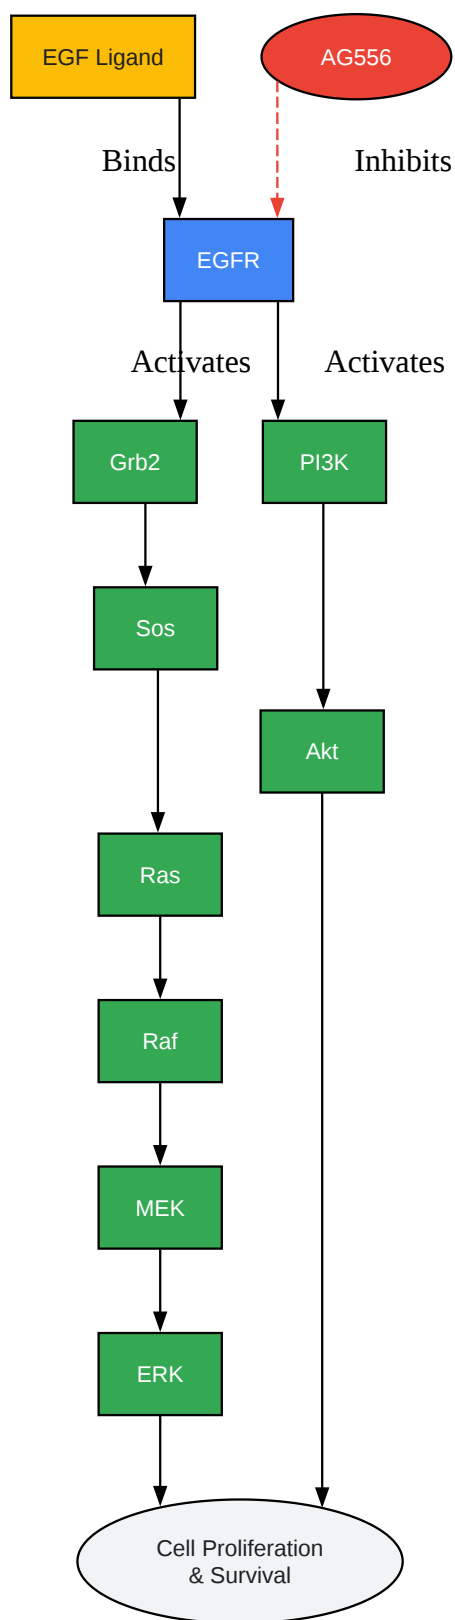 EGF Ligand
AG556
Binds
Inhibits
EGFR
Activates
Activates
Grb2
PI3K
Sos
Akt
Ras
Raf
MEK
ERK
Cell Proliferation
& Survival